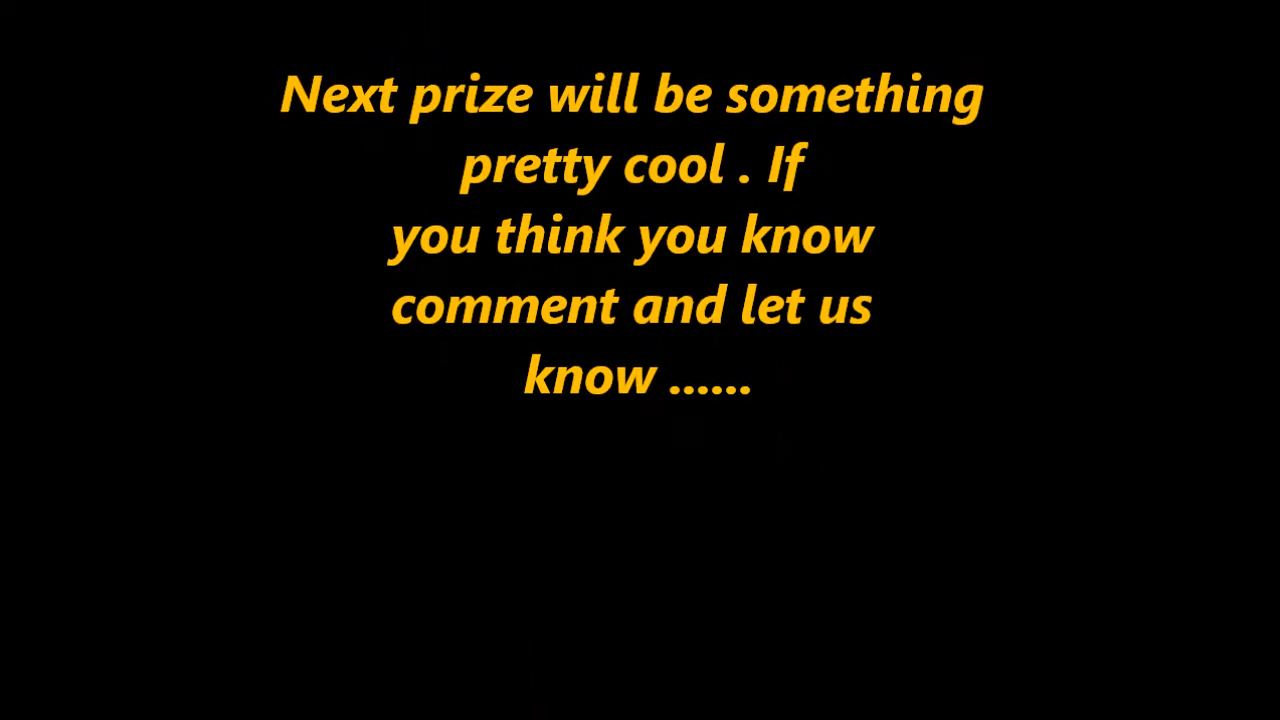 Next prize will be something
pretty cool . If
you think you know
comment and let us
know ......